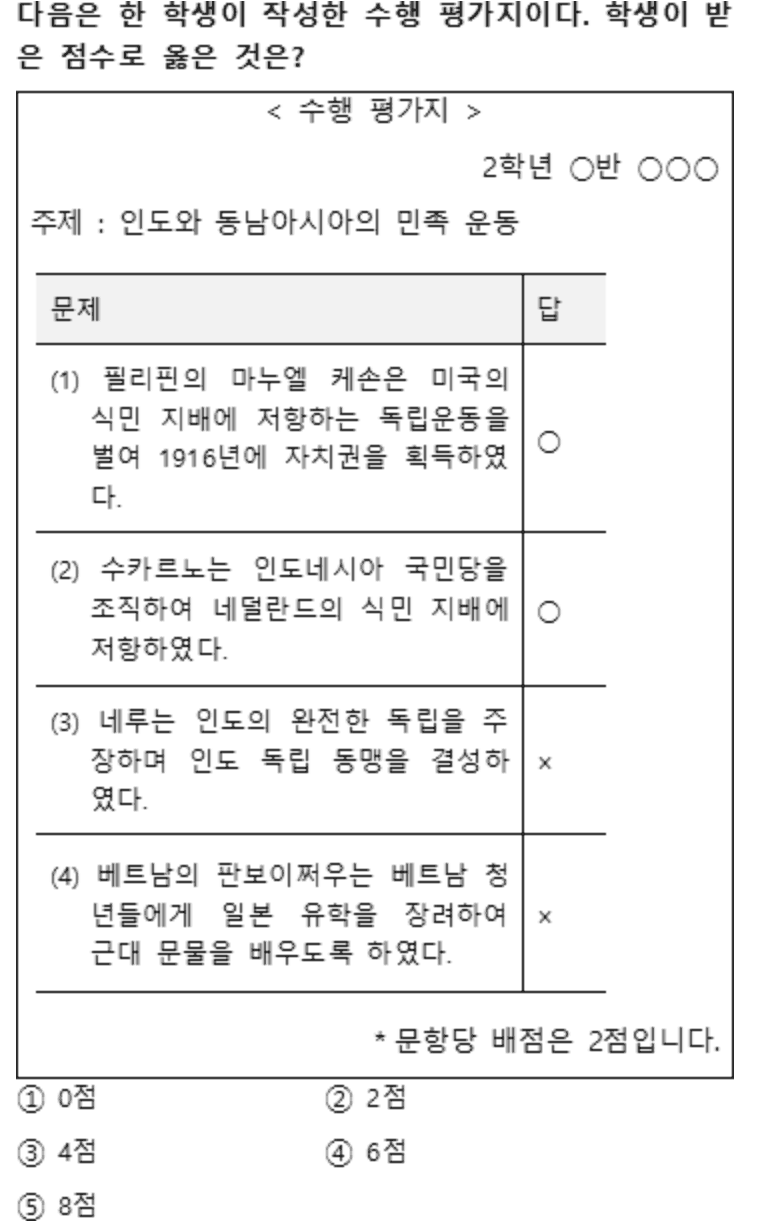 다음은 한 학생이 작성한 수행 평가지이다. 학생이 받
은 점수로 옳은 것은?
< 수행 평가지 >
2학년 ○반 ○○○
주제 : 인도와 동남아시아의 민족 운동
문제 답
(1) 필리핀의 마누엘 케손은 미국의
식민 지배에 저항하는 독립운동을
벌여 1916년에 자치권을 획득하였
다.
○
(2) 수카르노는 인도네시아 국민당을
조직하여 네덜란드의 식민 지배에
저항하였다.
○
(3) 네루는 인도의 완전한 독립을 주
장하며 인도 독립 동맹을 결성하
였다.
×
(4) 베트남의 판보이쩌우는 베트남 청
년들에게 일본 유학을 장려하여
근대 문물을 배우도록 하였다.
×
* 문항당 배점은 2점입니다.
① 0점 ② 2점
③ 4점 ④ 6점
⑤ 8점